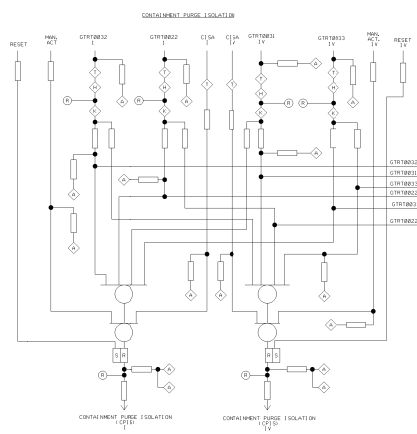 CONTAINMENT PURGE ISOLATION
RESET
MAN.
ACT
GTRT0032
I
GTRT0022
I
CISA
I
CISA
IV
GTRT0031
IV
GTRT0033
IV
MAN.
ACT.
IV
RESET
IV
T
T
T
T
T
T
H
H
H
H
A
A
A
A
R
R
R
R
K
K
K
K
A
A
GTRT0032
GTRT0031
GTRT0033
GTRT0022
GTRT003
GTRT0022
A
A
A
A
A
A
A
S R
R S
R
A
A
R
A
A
CONTAINMENT PURGE ISOLATION
(CPIS)
I
CONTAINMENT PURGE ISOLATION
(CPIS)
IV